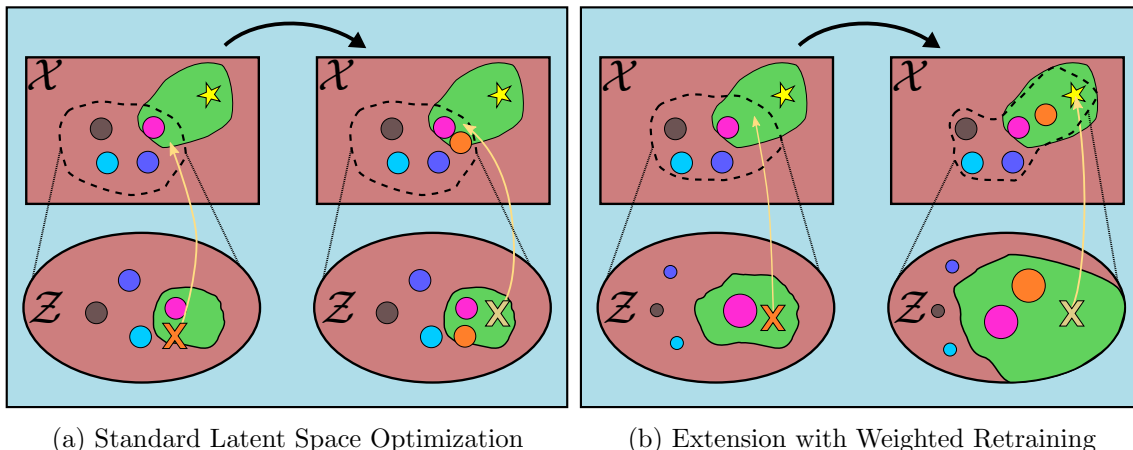 𝒳 𝒳 𝒳 𝒳
𝒵 X 𝒵 X 𝒵 X 𝒵 X
(a) Standard Latent Space Optimization
(b) Extension with Weighted Retraining